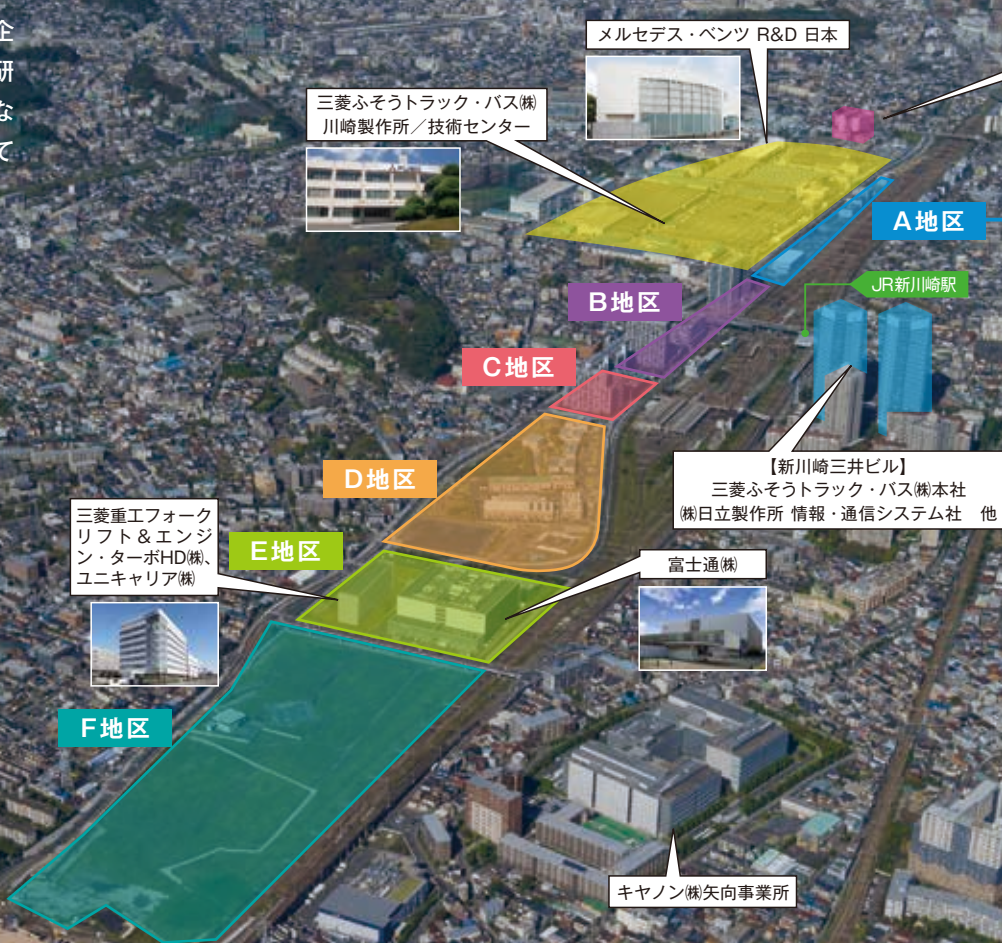 企
研
な
て
メルセデス・ベンツ R&D 日本
三菱ふそうトラック・バス㈱
川崎製作所／技術センター
A地区
JR新川崎駅
B地区
C地区
D地区
【新川崎三井ビル】
三菱ふそうトラック・バス㈱本社
㈱日立製作所 情報・通信システム社　他
三菱重工フォーク
リフト＆エンジ
ン・ターボHD㈱、
ユニキャリア㈱
E地区
富士通㈱
F地区
キヤノン㈱矢向事業所